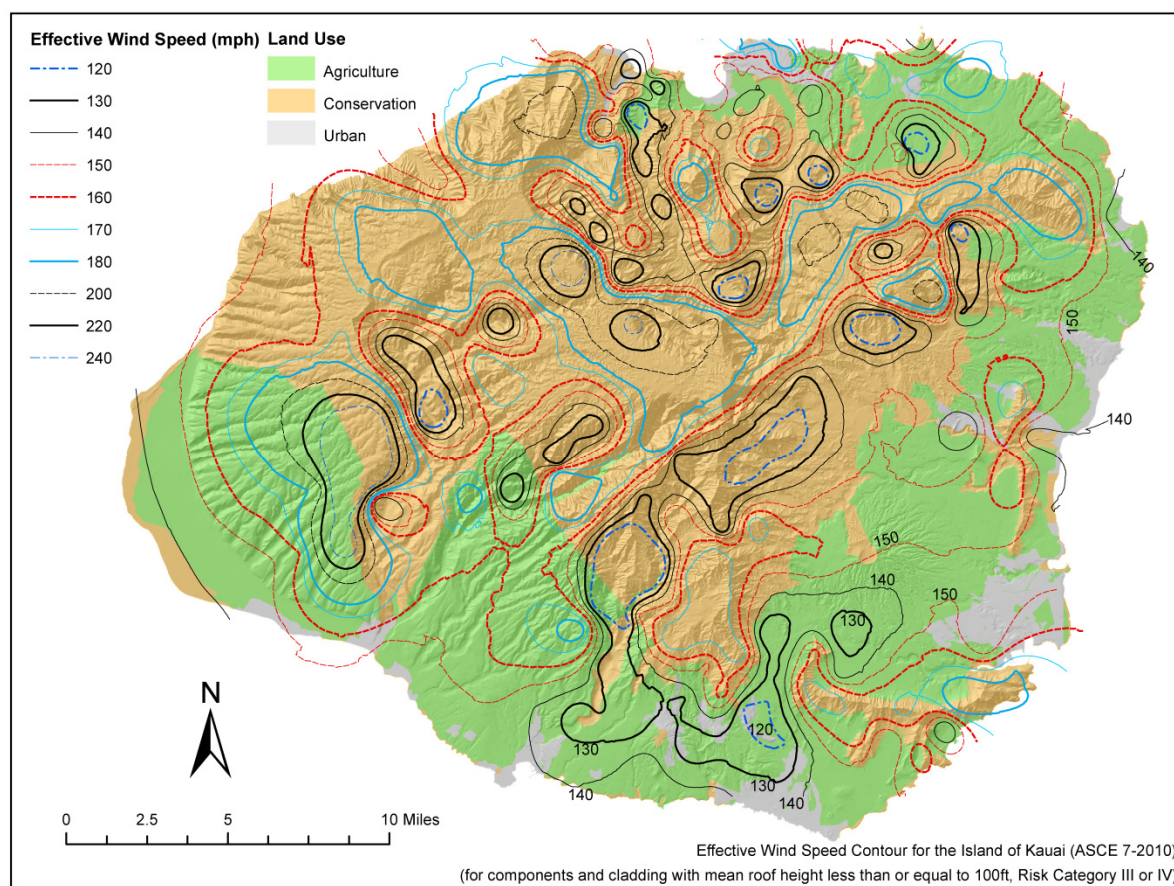 Effective Wind Speed (mph)
120
130
140
150
160
170
180
200
220
240
Land Use
Agriculture
Conservation
Urban
140
150
140
150
140
150
130
120
130
130
140
140
N
0 2.5 5 10 Miles
Effective Wind Speed Contour for the Island of Kauai (ASCE 7-2010)
(for components and cladding with mean roof height less than or equal to 100ft, Risk Category III or IV)